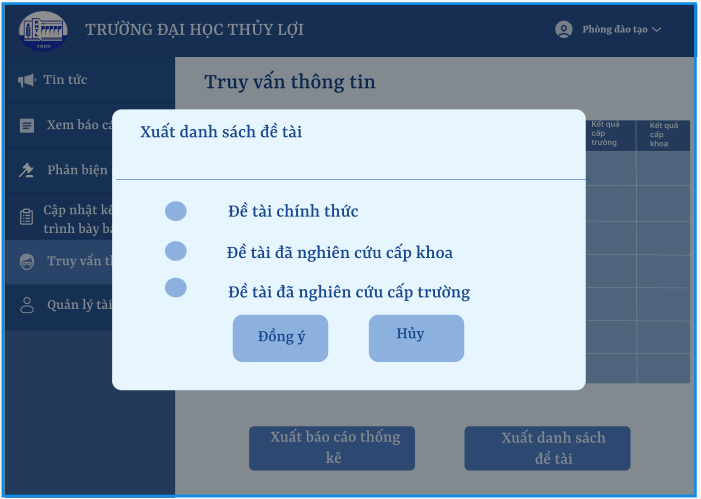 TRƯỜNG ĐẠI HỌC THỦY LỢI
Phòng đào tạo
1959
Tin tức
Truy vấn thông tin
Xem báo cá
Phản biện
Cập nhật kế
trình bày bá
Truy vấn t
Quản lý tài
Kết quả
cấp
trường
Kết quả
cấp
khoa
Xuất danh sách đề tài
Đề tài chính thức
Đề tài đã nghiên cứu cấp khoa
Đề tài đã nghiên cứu cấp trường
Đồng ý
Hủy
Xuất báo cáo thống
kê
Xuất danh sách
đề tài